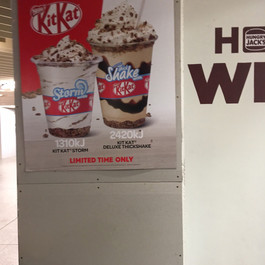 KitKat
Storm
KitKat
Shake
KitKat
1310kJ
KITKAT® STORM
2420kJ
KITKAT®
DELUXE THICKSHAKE
LIMITED TIME ONLY
H
HUNGRY
JACK'S
WE